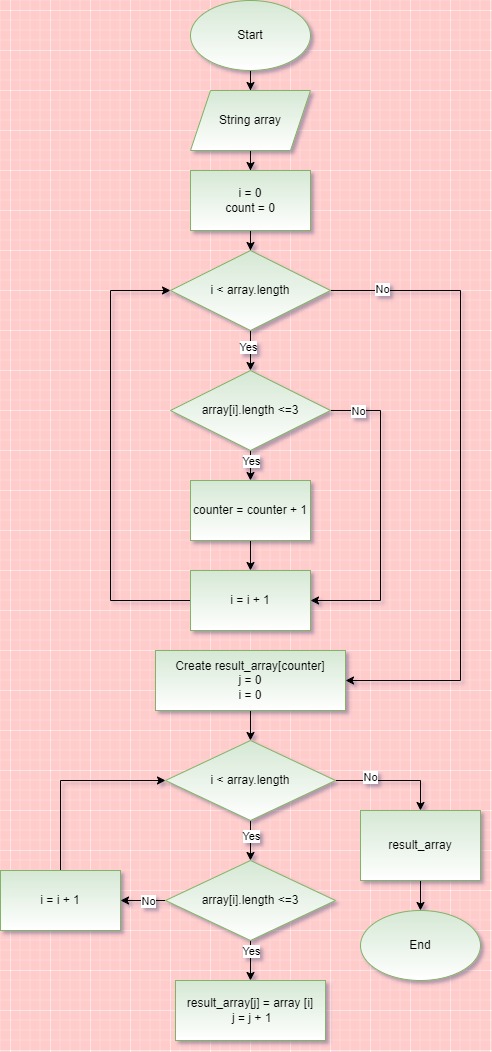 Start
String array
i = 0
count = 0
i < array.length
No
Yes
array[i].length <=3
No
Yes
counter = counter + 1
i = i + 1
Create result_array[counter]
j = 0
i = 0
i < array.length
No
Yes
result_array
array[i].length <=3
No
i = i + 1
End
Yes
result_array[j] = array [i]
j = j + 1